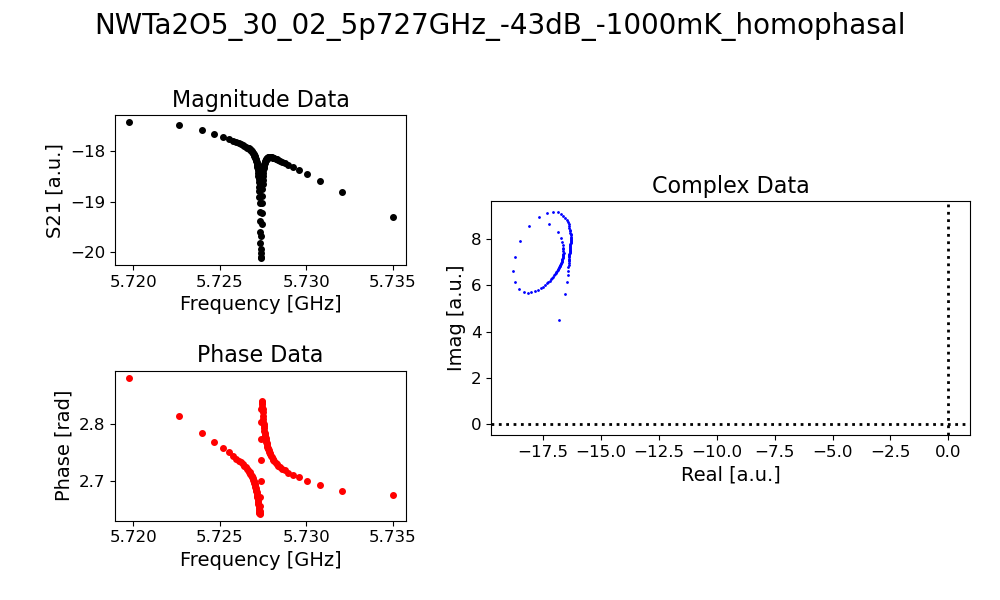 NWTa2O5_30_02_5p727GHz_-43dB_-1000mK_homophasal
Magnitude Data
S21 [a.u.]
−18
−19
−20
5.720 5.725 5.730 5.735
Frequency [GHz]
Phase Data
Phase [rad]
2.8
2.7
5.720 5.725 5.730 5.735
Frequency [GHz]
Complex Data
Imag [a.u.]
8
6
4
2
0
−17.5 −15.0 −12.5 −10.0 −7.5 −5.0 −2.5 0.0
Real [a.u.]